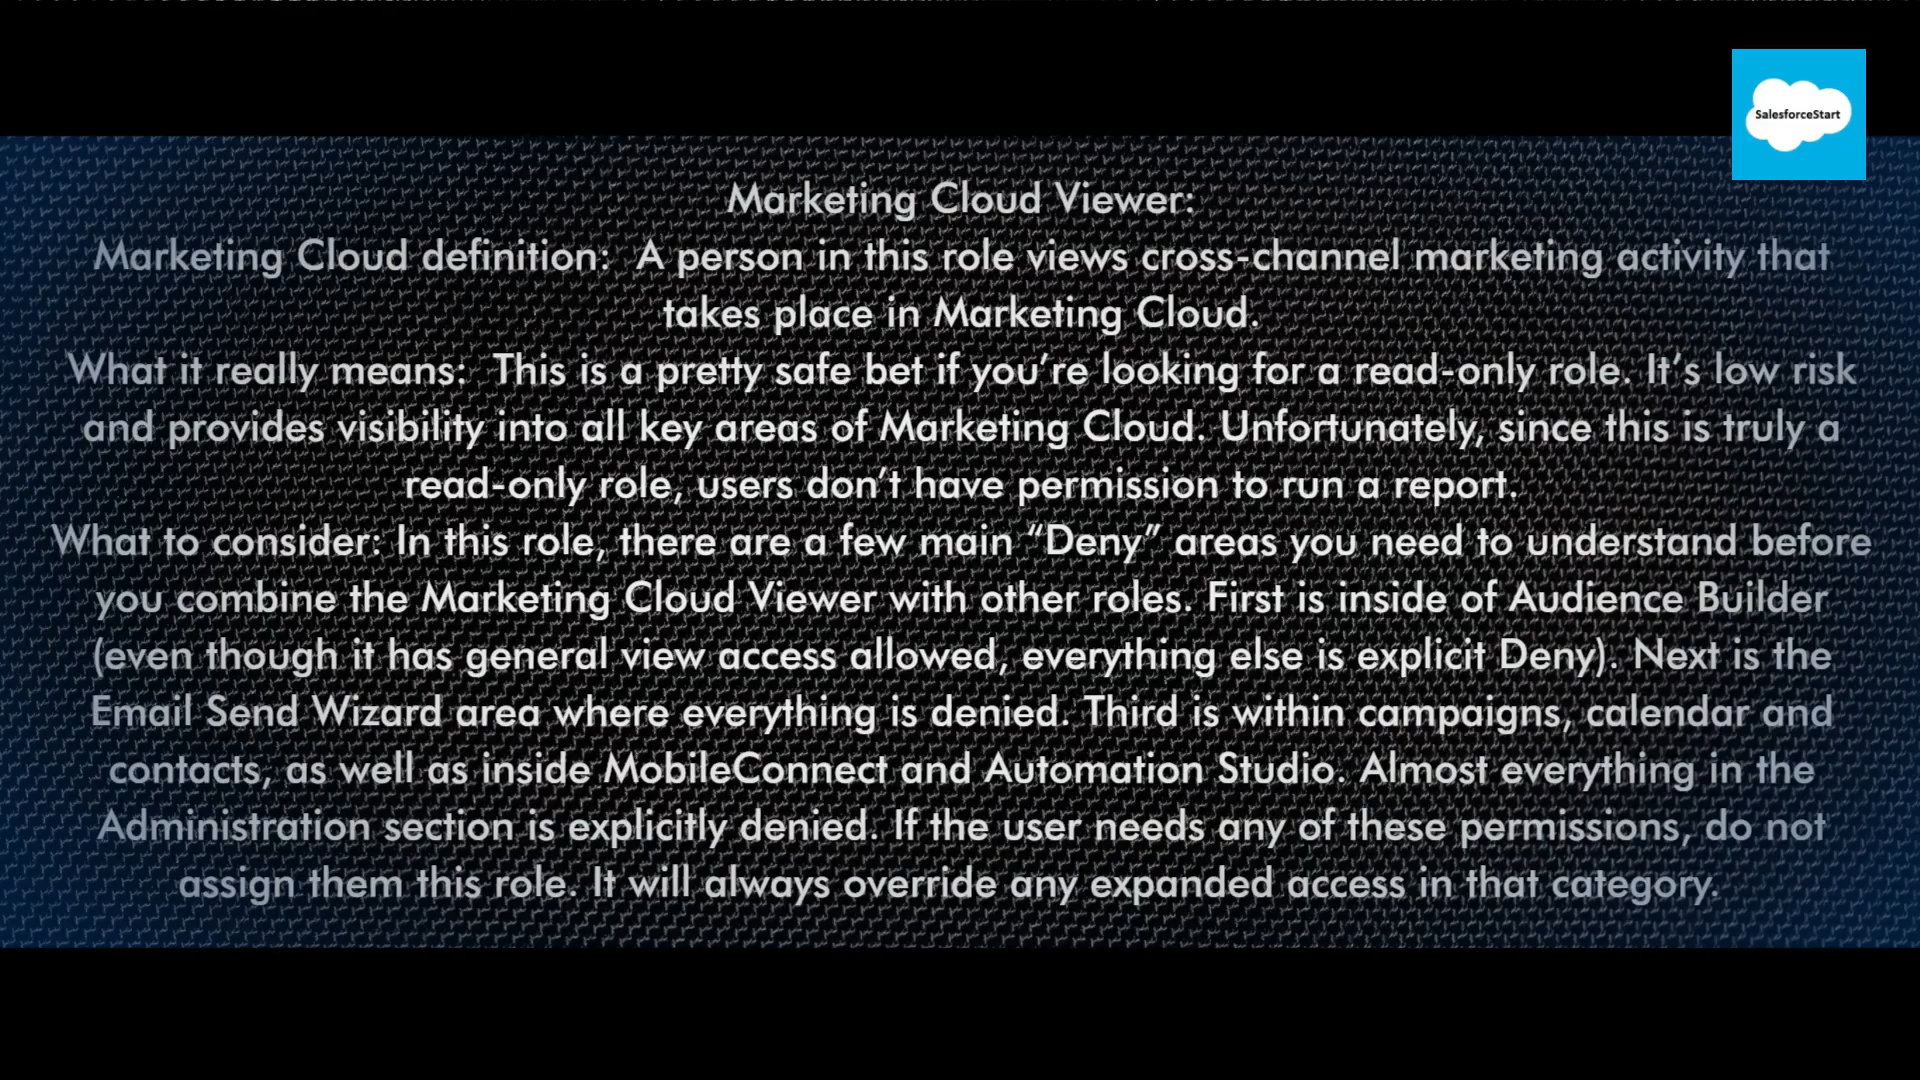 SalesforceStart
Marketing Cloud Viewer:
Marketing Cloud definition:  A person in this role views cross-channel marketing activity that
takes place in Marketing Cloud.
What it really means:  This is a pretty safe bet if you’re looking for a read-only role. It’s low risk
and provides visibility into all key areas of Marketing Cloud. Unfortunately, since this is truly a
read-only role, users don’t have permission to run a report.
What to consider: In this role, there are a few main “Deny” areas you need to understand before
you combine the Marketing Cloud Viewer with other roles. First is inside of Audience Builder
(even though it has general view access allowed, everything else is explicit Deny). Next is the
Email Send Wizard area where everything is denied. Third is within campaigns, calendar and
contacts, as well as inside MobileConnect and Automation Studio. Almost everything in the
Administration section is explicitly denied. If the user needs any of these permissions, do not
assign them this role. It will always override any expanded access in that category.